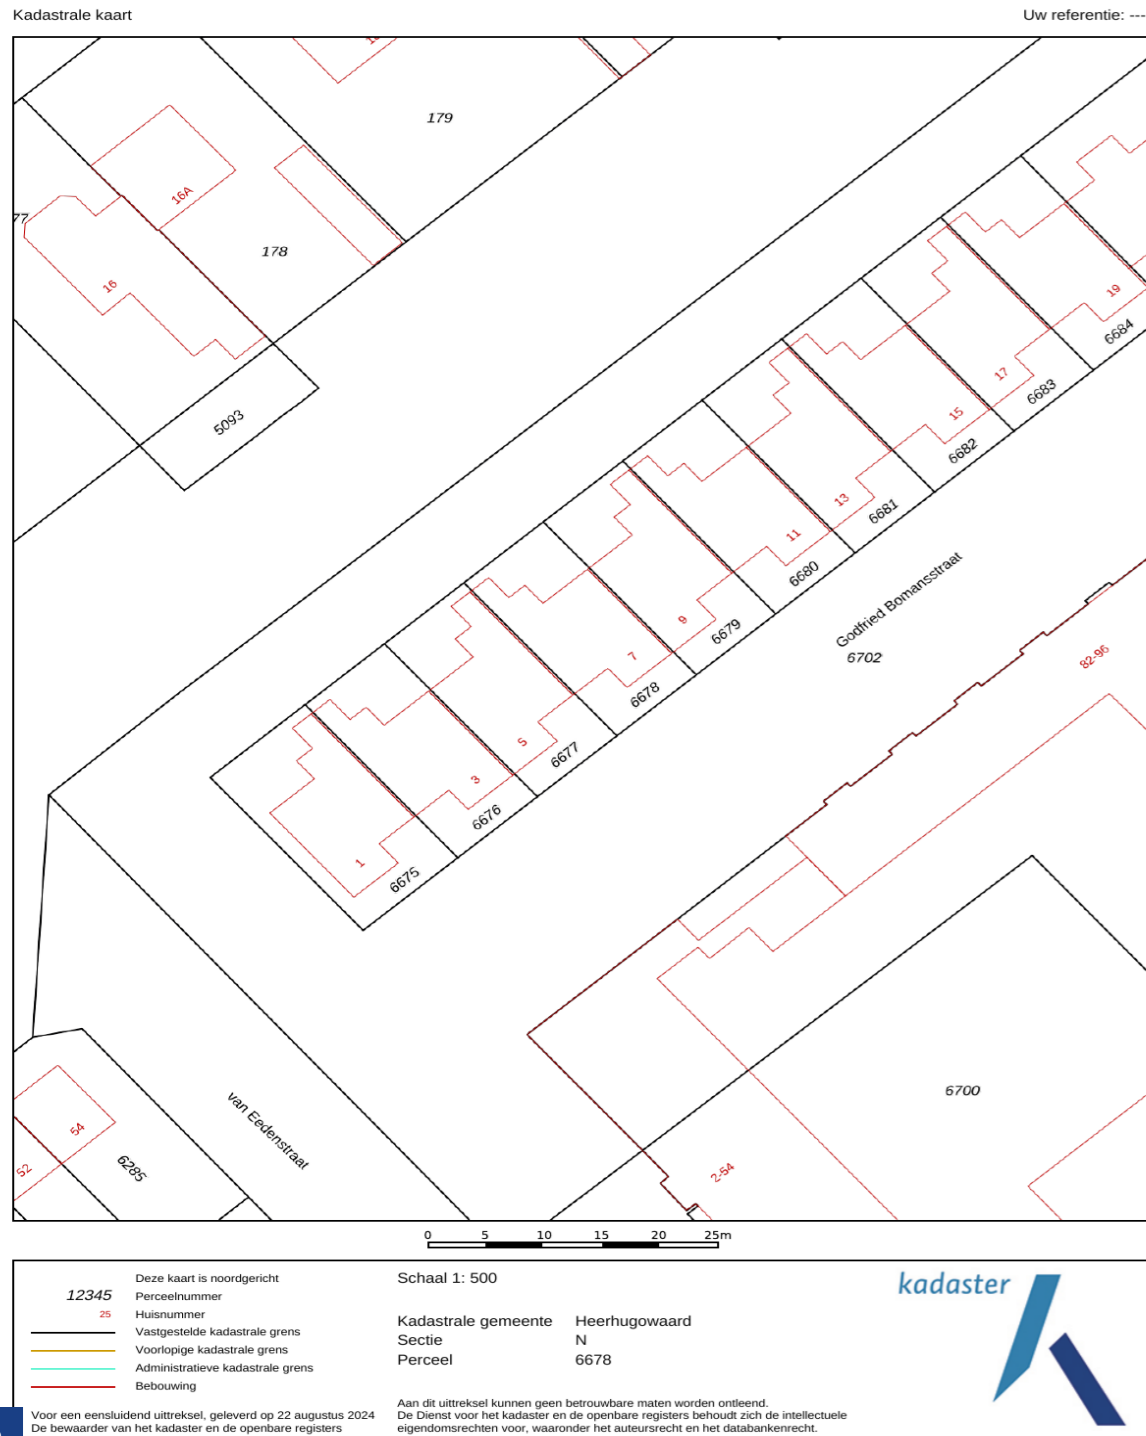 Kadastrale kaart
Uw referentie: ---
179
16A
77
178
16
5093
19
6684
17
6683
15
6682
13
6681
11
6680
9
6679
7
6678
5
6677
3
6676
1
6675
Godfried Bomansstraat
6702
82-96
6700
van Eedenstraat
54
52
6285
2-54
0 5 10 15 20 25m
Deze kaart is noordgericht
12345 Perceelnummer
25 Huisnummer
Vastgestelde kadastrale grens
Voorlopige kadastrale grens
Administratieve kadastrale grens
Bebouwing
Voor een eensluidend uittreksel, geleverd op 22 augustus 2024
De bewaarder van het kadaster en de openbare registers
Schaal 1: 500
Kadastrale gemeente Heerhugowaard
Sectie N
Perceel 6678
Aan dit uittreksel kunnen geen betrouwbare maten worden ontleend.
De Dienst voor het kadaster en de openbare registers behoudt zich de intellectuele
eigendomsrechten voor, waaronder het auteursrecht en het databankenrecht.
kadaster